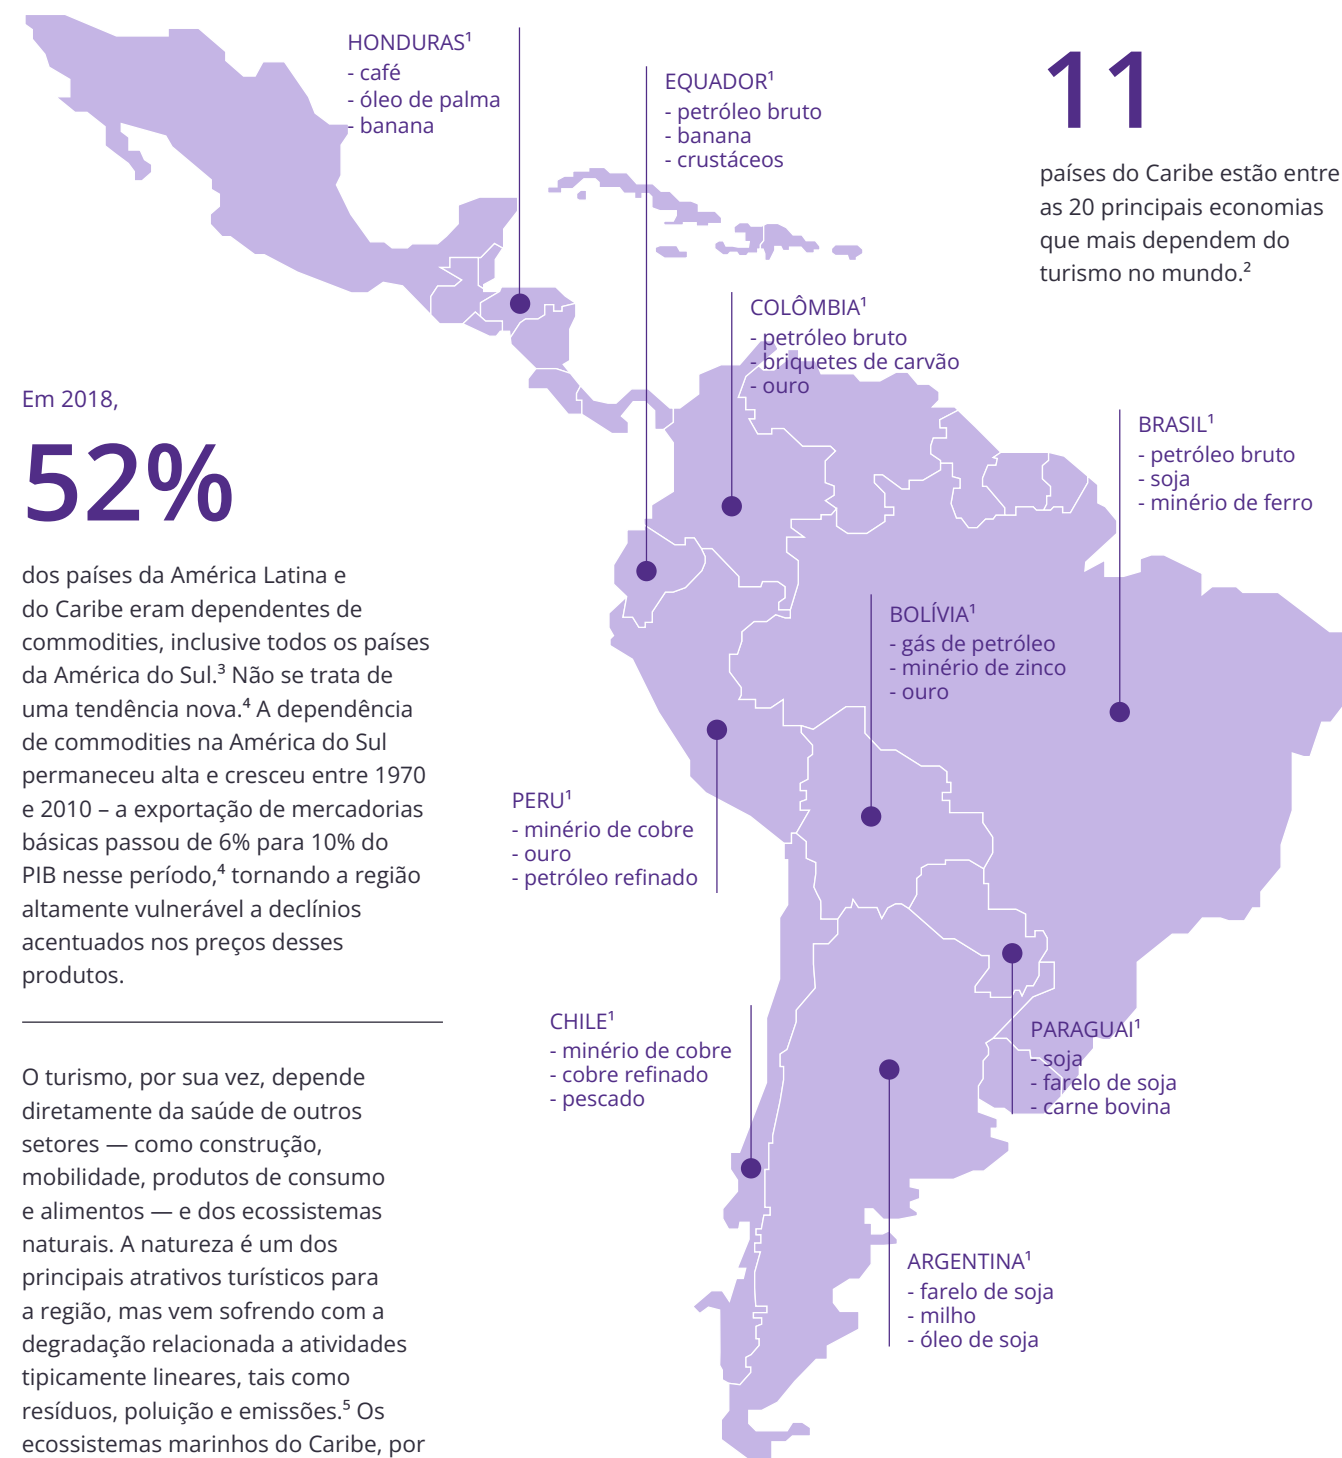 HONDURAS¹
- café
- óleo de palma
- banana
EQUADOR¹
- petróleo bruto
- banana
- crustáceos
11
países do Caribe estão entre
as 20 principais economias
que mais dependem do
turismo no mundo.²
COLÔMBIA¹
- petróleo bruto
- briquetes de carvão
- ouro
BRASIL¹
- petróleo bruto
- soja
- minério de ferro
Em 2018,
52%
dos países da América Latina e
do Caribe eram dependentes de
commodities, inclusive todos os países
da América do Sul.³ Não se trata de
uma tendência nova.⁴ A dependência
de commodities na América do Sul
permaneceu alta e cresceu entre 1970
e 2010 – a exportação de mercadorias
básicas passou de 6% para 10% do
PIB nesse período,⁴ tornando a região
altamente vulnerável a declínios
acentuados nos preços desses
produtos.
BOLÍVIA¹
- gás de petróleo
- minério de zinco
- ouro
PERU¹
- minério de cobre
- ouro
- petróleo refinado
CHILE¹
- minério de cobre
- cobre refinado
- pescado
PARAGUAI¹
- soja
- farelo de soja
- carne bovina
ARGENTINA¹
- farelo de soja
- milho
- óleo de soja
O turismo, por sua vez, depende
diretamente da saúde de outros
setores — como construção,
mobilidade, produtos de consumo
e alimentos — e dos ecossistemas
naturais. A natureza é um dos
principais atrativos turísticos para
a região, mas vem sofrendo com a
degradação relacionada a atividades
tipicamente lineares, tais como
resíduos, poluição e emissões.⁵ Os
ecossistemas marinhos do Caribe, por